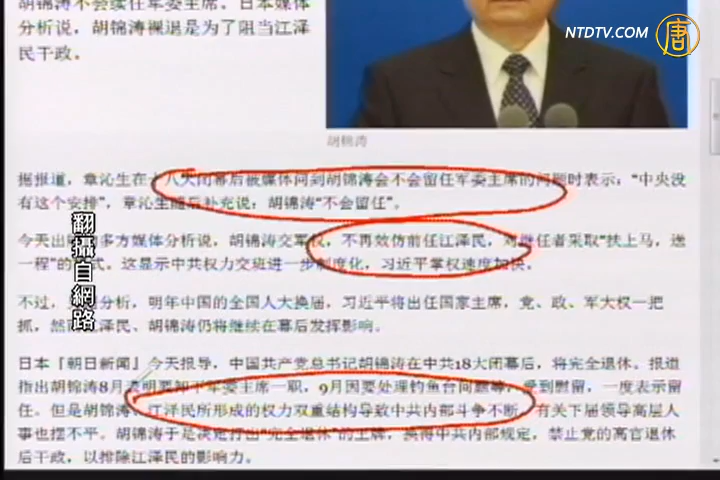 胡锦涛不会续任军委主席。日本媒体
分析说，胡锦涛裸退是为了阻当江泽
民干政。
NTDTV.COM
唐
胡锦涛
据报道，章沁生在十八大闭幕后被媒体问到胡锦涛会不会留任军委主席的问题时表示：“中央没
有这个安排”，章沁生随后补充说：胡锦涛“不会留任”。
今天出版的多方媒体分析说，胡锦涛交军权，不再效仿前任江泽民，对继任者采取“扶上马，送
一程”的 式。这显示中共权力交班进一步制度化，习近平掌权速度加快。
不过， 分析，明年中国的全国人大换届，习近平将出任国家主席，党、政、军大权一把
抓，然而江泽民、胡锦涛仍将继续在幕后发挥影响。
日本『朝日新闻』今天报导，中国共产党总书记胡锦涛在中共18大闭幕后，将完全退休。报道
指出胡锦涛8月表明要卸下军委主席一职，9月因要处理钓鱼台问题等，受到慰留，一度表示留
任。但是胡锦涛、江泽民所形成的权力双重结构导致中共内部斗争不断，有关下届领导高层人
事也摆不平。胡锦涛于是决定打出“完全退休”的王牌，换得中共内部规定，禁止党的高官退休
后干政，以排除江泽民的影响力。
翻攝自網路